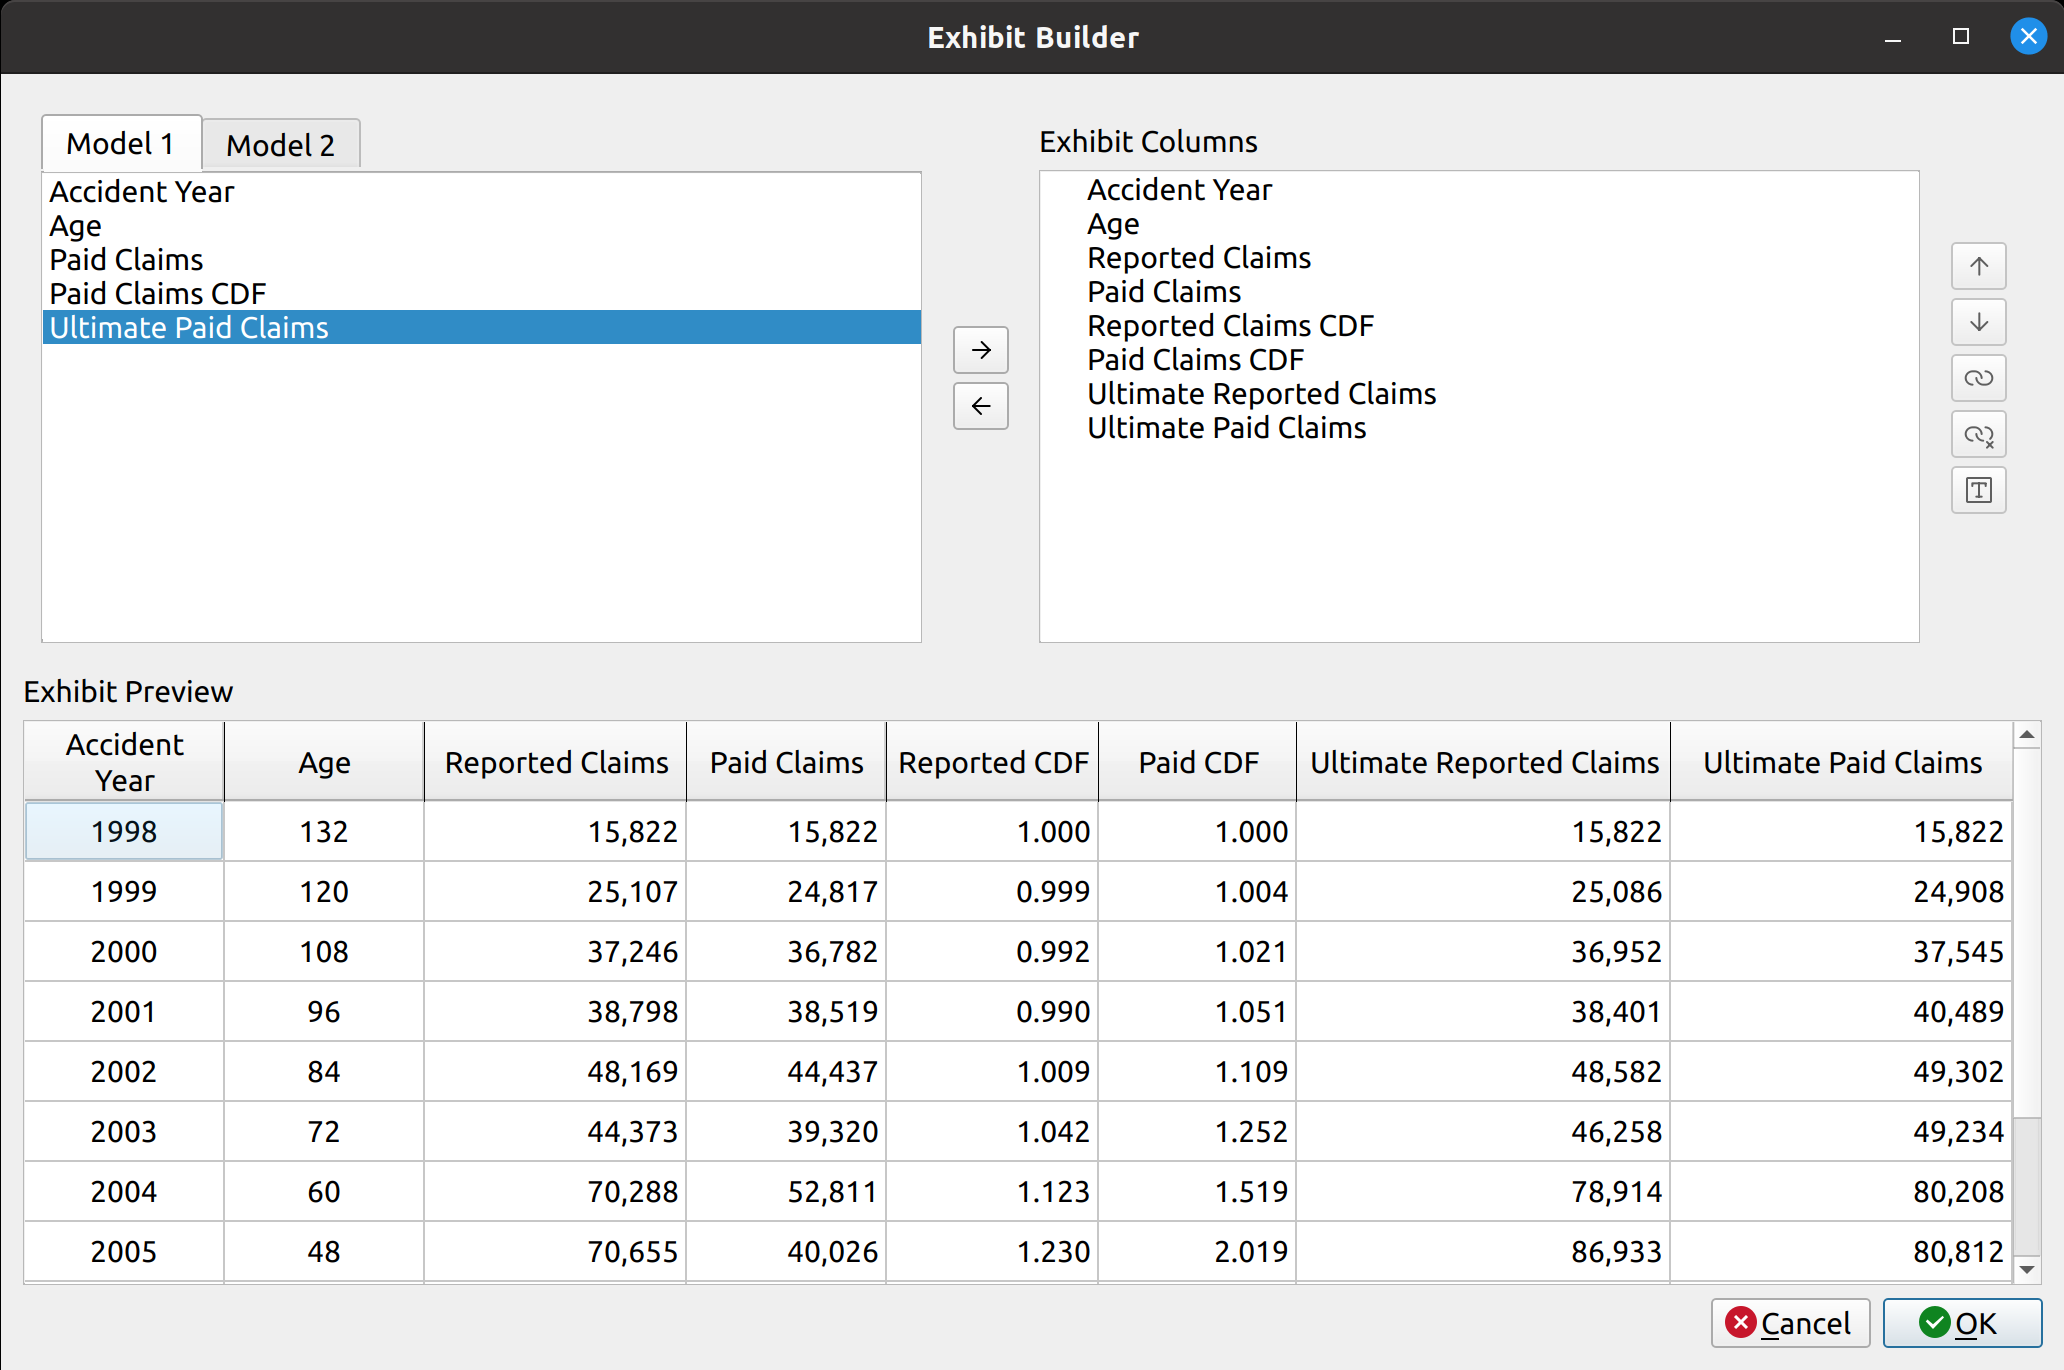 Exhibit Builder
Model 1
Model 2
Accident Year
Age
Paid Claims
Paid Claims CDF
Ultimate Paid Claims
Exhibit Columns
Accident Year
Age
Reported Claims
Paid Claims
Reported Claims CDF
Paid Claims CDF
Ultimate Reported Claims
Ultimate Paid Claims
Exhibit Preview
Accident Year Age Reported Claims Paid Claims Reported CDF Paid CDF Ultimate Reported Claims Ultimate Paid Claims
1998 132 15,822 15,822 1.000 1.000 15,822 15,822
1999 120 25,107 24,817 0.999 1.004 25,086 24,908
2000 108 37,246 36,782 0.992 1.021 36,952 37,545
2001 96 38,798 38,519 0.990 1.051 38,401 40,489
2002 84 48,169 44,437 1.009 1.109 48,582 49,302
2003 72 44,373 39,320 1.042 1.252 46,258 49,234
2004 60 70,288 52,811 1.123 1.519 78,914 80,208
2005 48 70,655 40,026 1.230 2.019 86,933 80,812
Cancel
OK